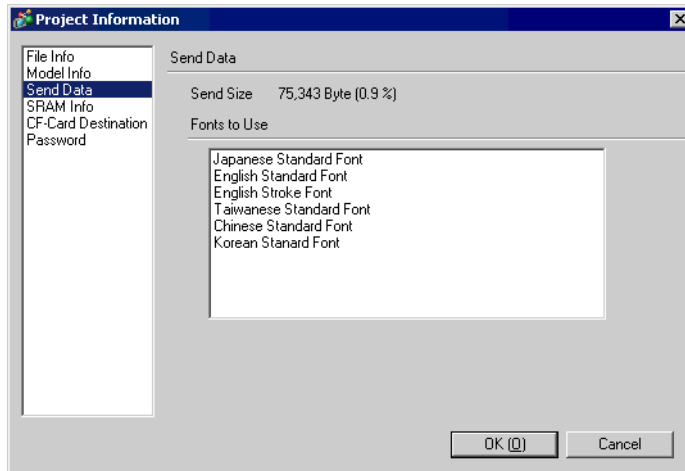 Project Information
File Info
Model Info
Send Data
SRAM Info
CF-Card Destination
Password
Send Data
Send Size 75,343 Byte (0.9 %)
Fonts to Use
Japanese Standard Font
English Standard Font
English Stroke Font
Taiwanese Standard Font
Chinese Standard Font
Korean Stanard Font
OK (O) Cancel